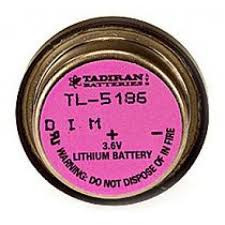 TADIRAN
BATTERIES
TL-5186
D I M + -
3.6V
LITHIUM BATTERY
WARNING: DO NOT DISPOSE OF IN FIRE